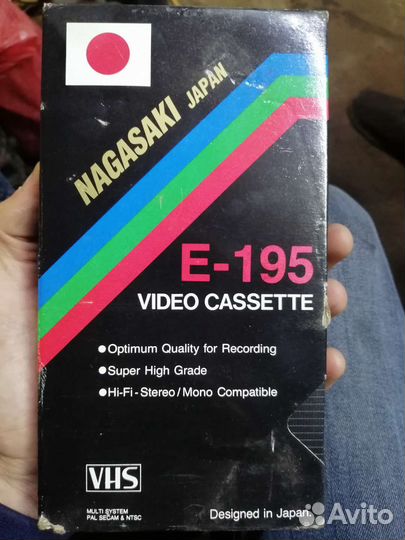 NAGASAKI JAPAN
E-195
VIDEO CASSETTE
●Optimum Quality for Recording
●Super High Grade
●Hi-Fi-Stereo/Mono Compatible
VHS
MULTI SYSTEM
PAL SECAM & NTSC
Designed in Japan.
Avito